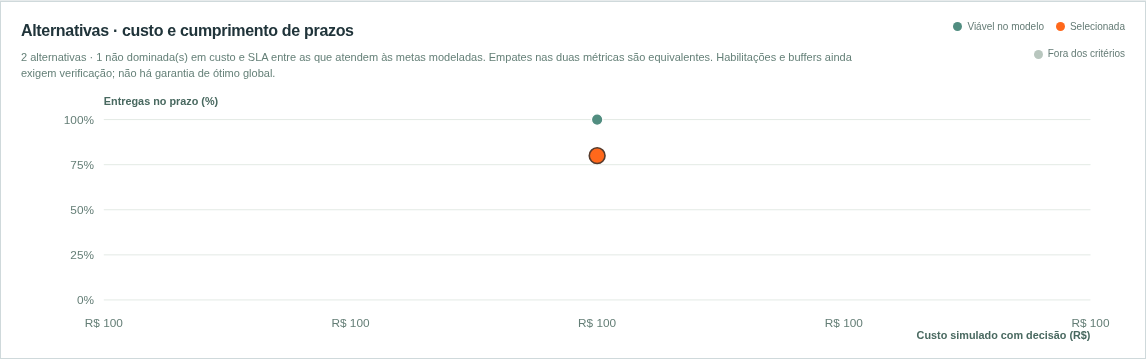 Alternativas · custo e cumprimento de prazos
Viável no modelo
Selecionada
2 alternativas · 1 não dominada(s) em custo e SLA entre as que atendem às metas modeladas. Empates nas duas métricas são equivalentes. Habilitações e buffers ainda
exigem verificação; não há garantia de ótimo global.
Fora dos critérios
Entregas no prazo (%)
100%
75%
50%
25%
0%
R$ 100 R$ 100 R$ 100 R$ 100 R$ 100
Custo simulado com decisão (R$)